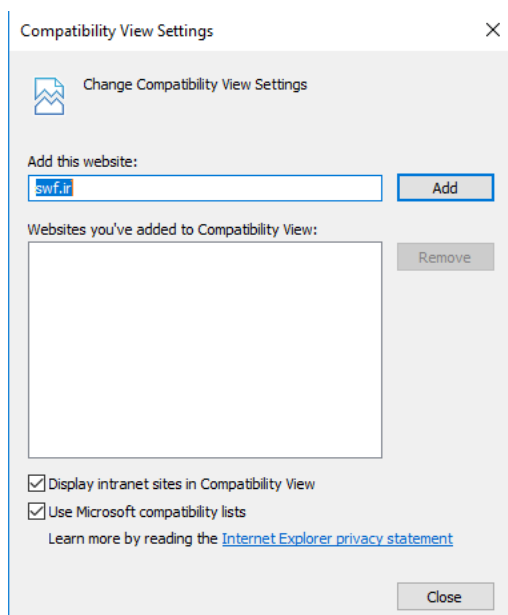 Compatibility View Settings
Change Compatibility View Settings
Add this website:
swf.ir
Add
Websites you've added to Compatibility View:
Remove
Display intranet sites in Compatibility View
Use Microsoft compatibility lists
Learn more by reading the Internet Explorer privacy statement
Close